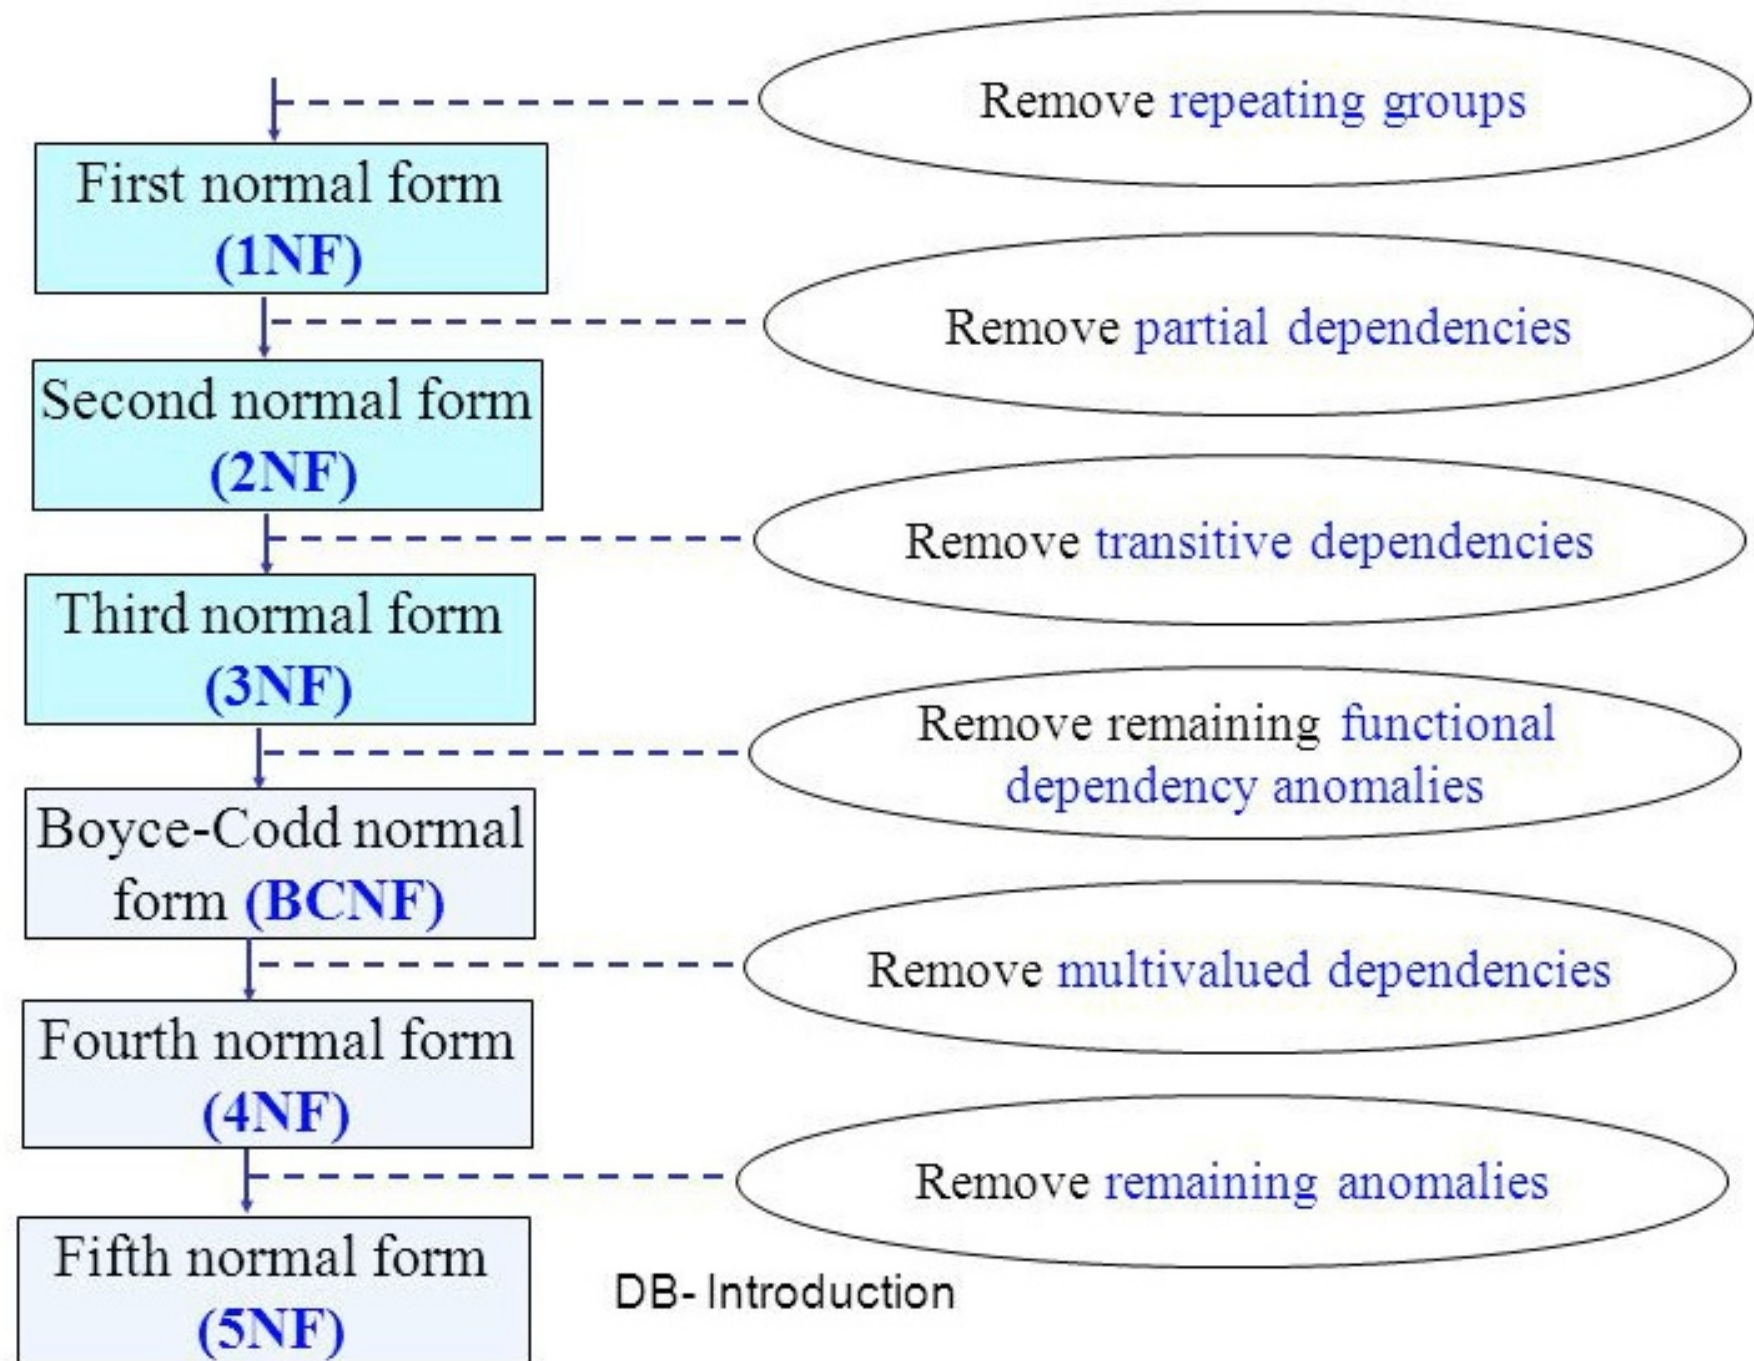 Remove repeating groups
First normal form
(1NF)
Remove partial dependencies
Second normal form
(2NF)
Remove transitive dependencies
Third normal form
(3NF)
Remove remaining functional
dependency anomalies
Boyce-Codd normal
form (BCNF)
Remove multivalued dependencies
Fourth normal form
(4NF)
Remove remaining anomalies
Fifth normal form
(5NF)
DB- Introduction